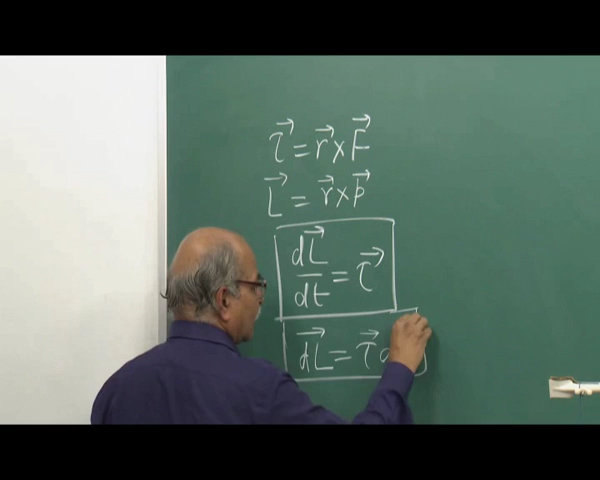 τ⃗ = r⃗ × F⃗
L⃗ = r⃗ × p⃗
dL⃗/dt = τ⃗
dL⃗ = τ⃗